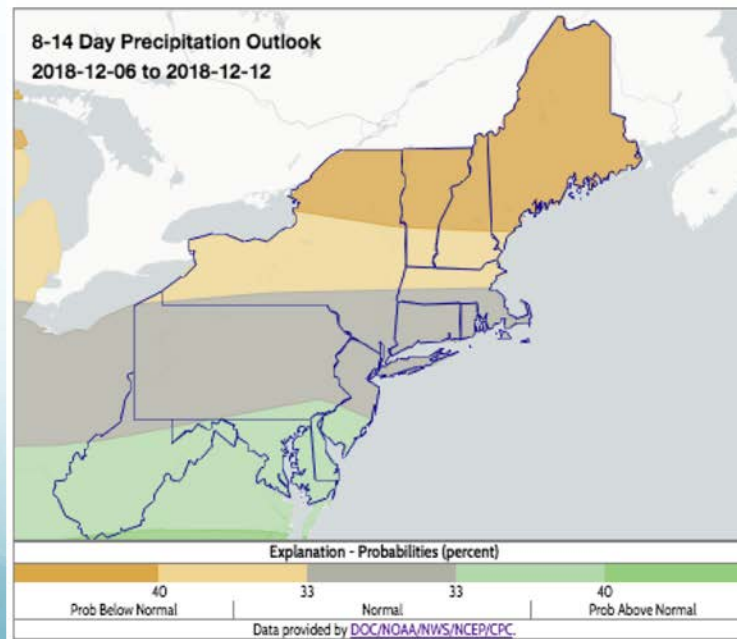 8-14 Day Precipitation Outlook
2018-12-06 to 2018-12-12
Explanation - Probabilities (percent)
40 33 33 40
Prob Below Normal Normal Prob Above Normal
Data provided by DOC/NOAA/NWS/NCEP/CPC.